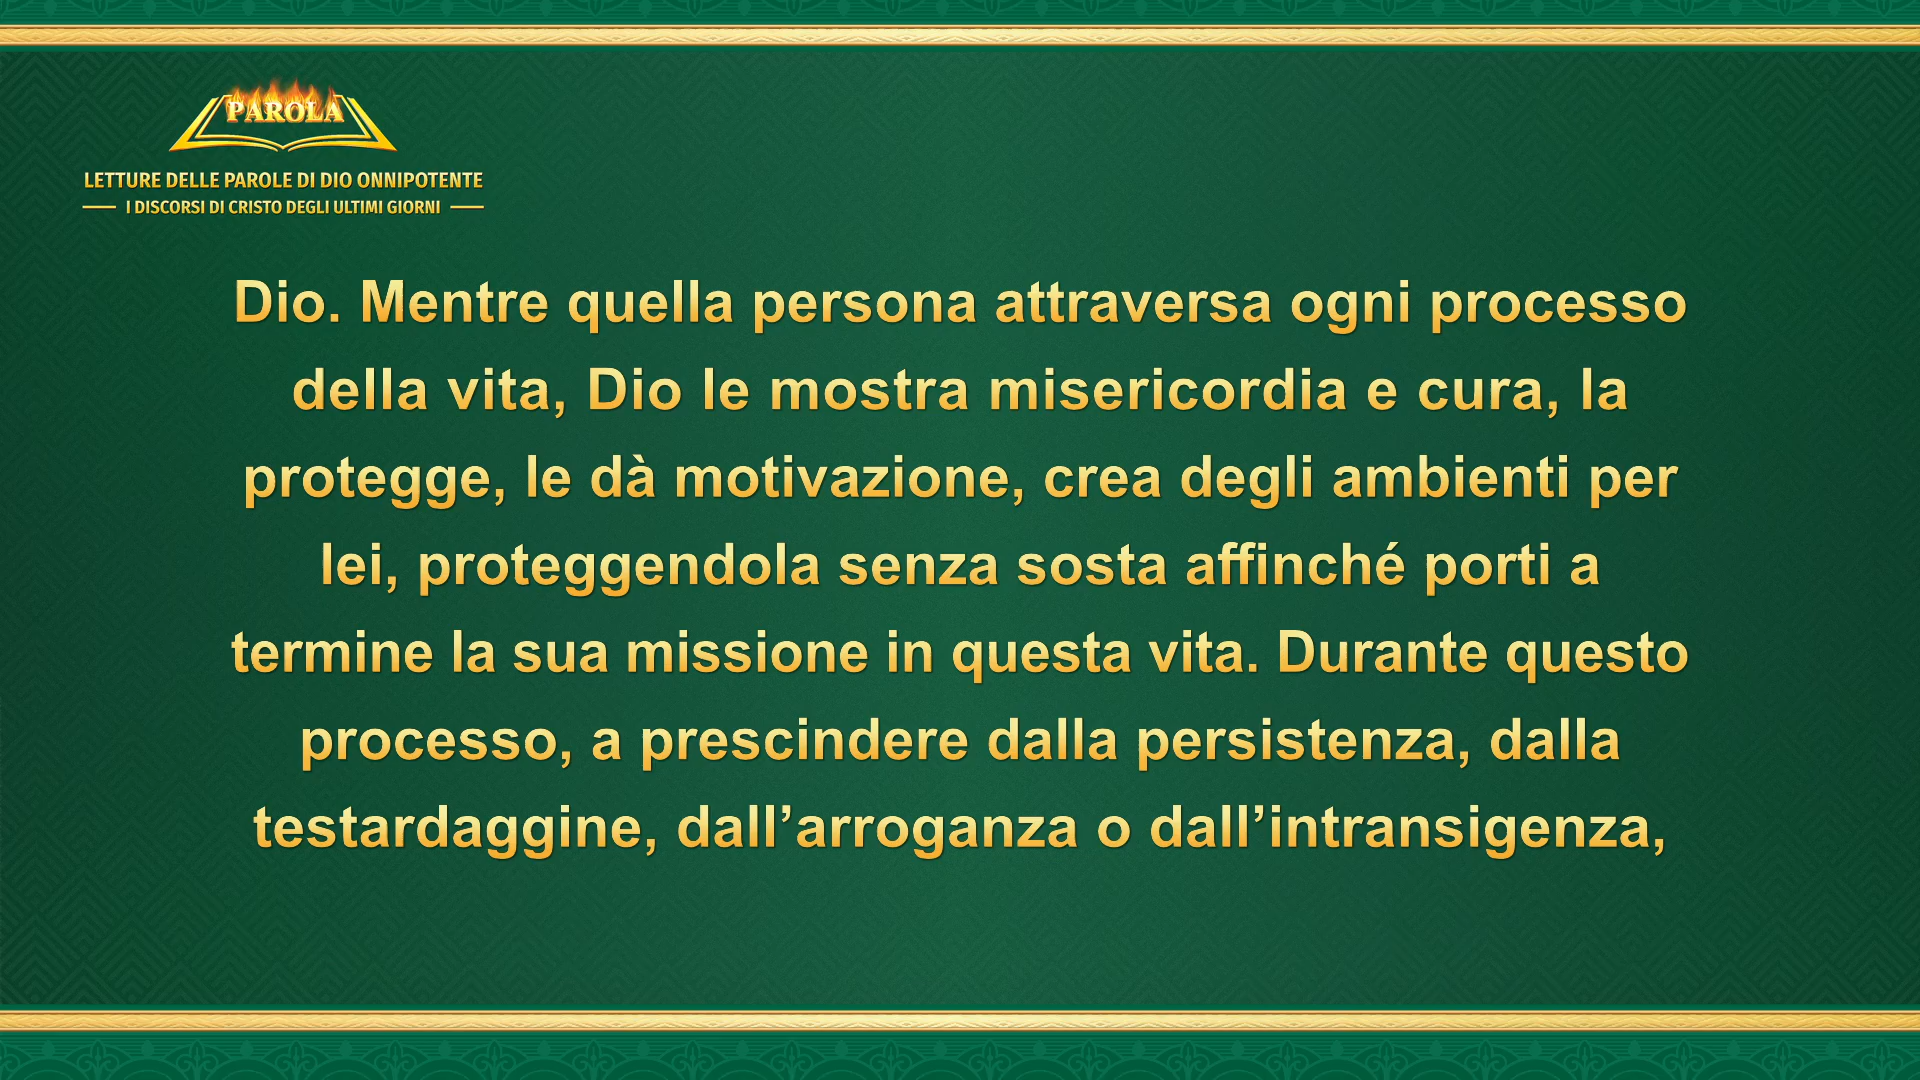 PAROLA
LETTURE DELLE PAROLE DI DIO ONNIPOTENTE
I DISCORSI DI CRISTO DEGLI ULTIMI GIORNI
Dio. Mentre quella persona attraversa ogni processo
della vita, Dio le mostra misericordia e cura, la
protegge, le dà motivazione, crea degli ambienti per
lei, proteggendola senza sosta affinché porti a
termine la sua missione in questa vita. Durante questo
processo, a prescindere dalla persistenza, dalla
testardaggine, dall’arroganza o dall’intransigenza,